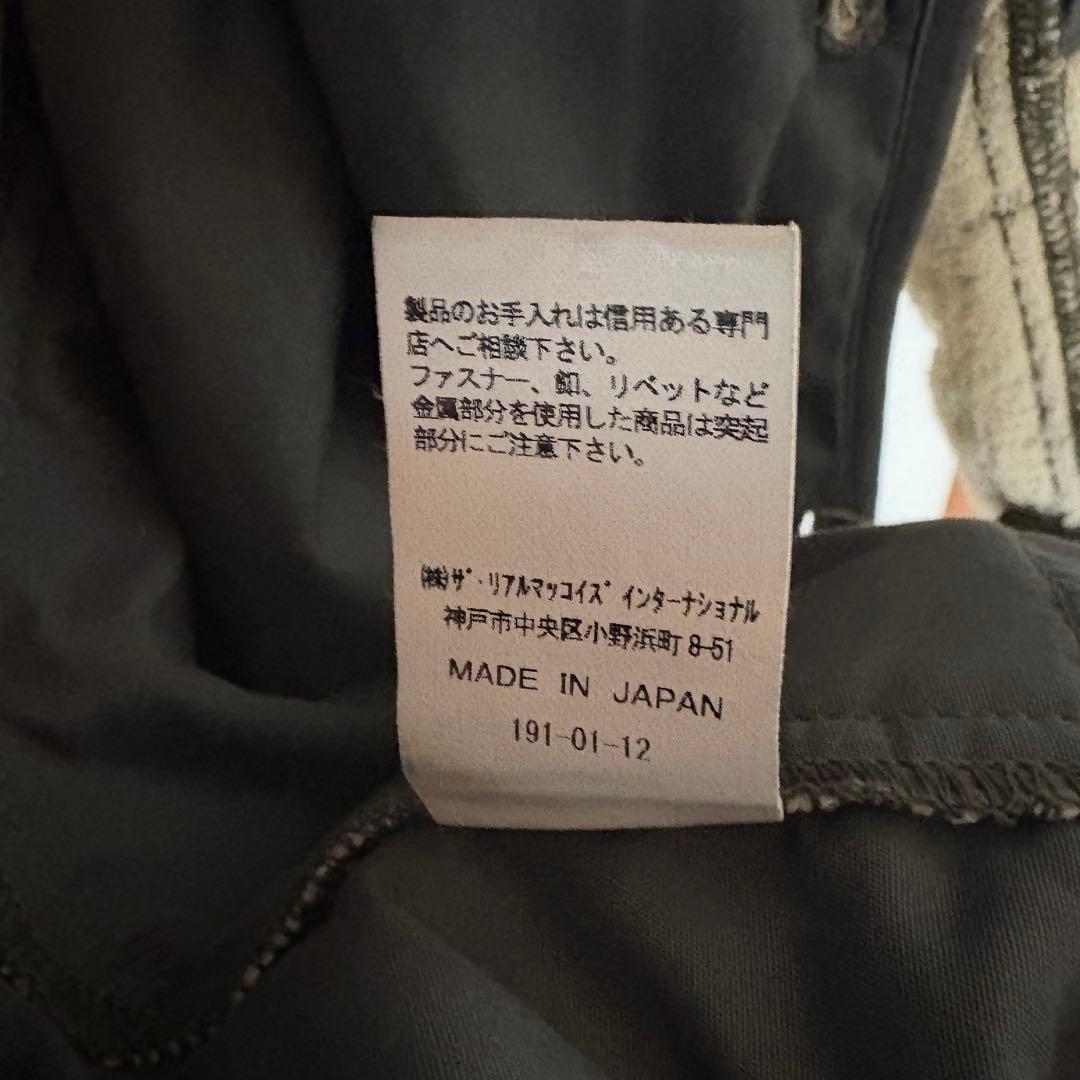 製品のお手入れは信用ある専門
店へご相談下さい。
ファスナー、釦、リベットなど
金属部分を使用した商品は突起
部分にご注意下さい。
㈱ザ・リアルマッコイズ インターナショナル
神戸市中央区小野浜町8-51
MADE IN JAPAN
191-01-12